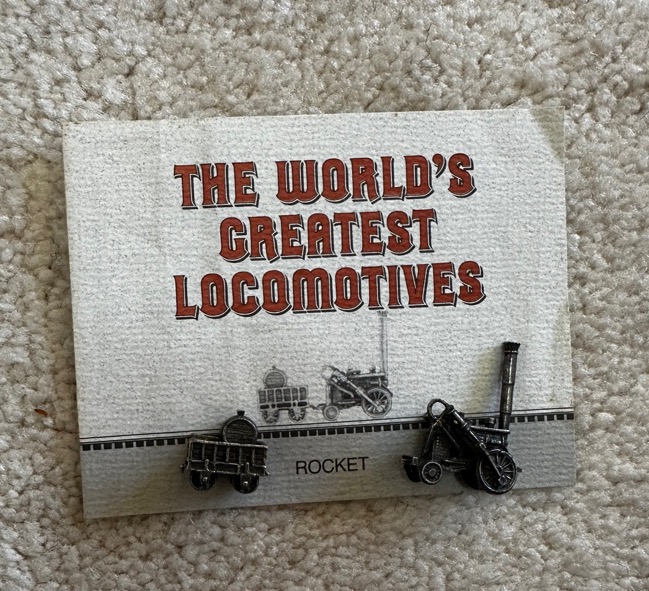 THE WORLD'S
GREATEST
LOCOMOTIVES
ROCKET